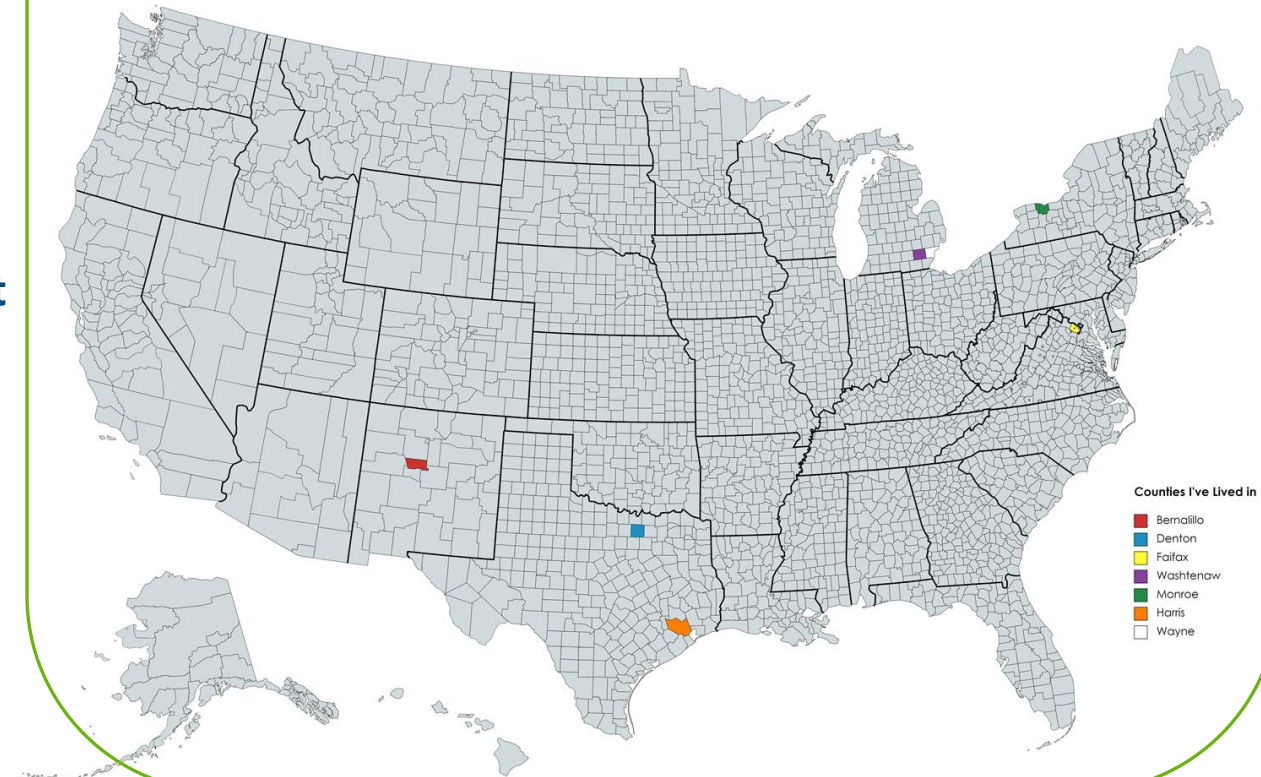 t
Counties I've Lived in
Bernalillo
Denton
Faifax
Washtenaw
Monroe
Harris
Wayne